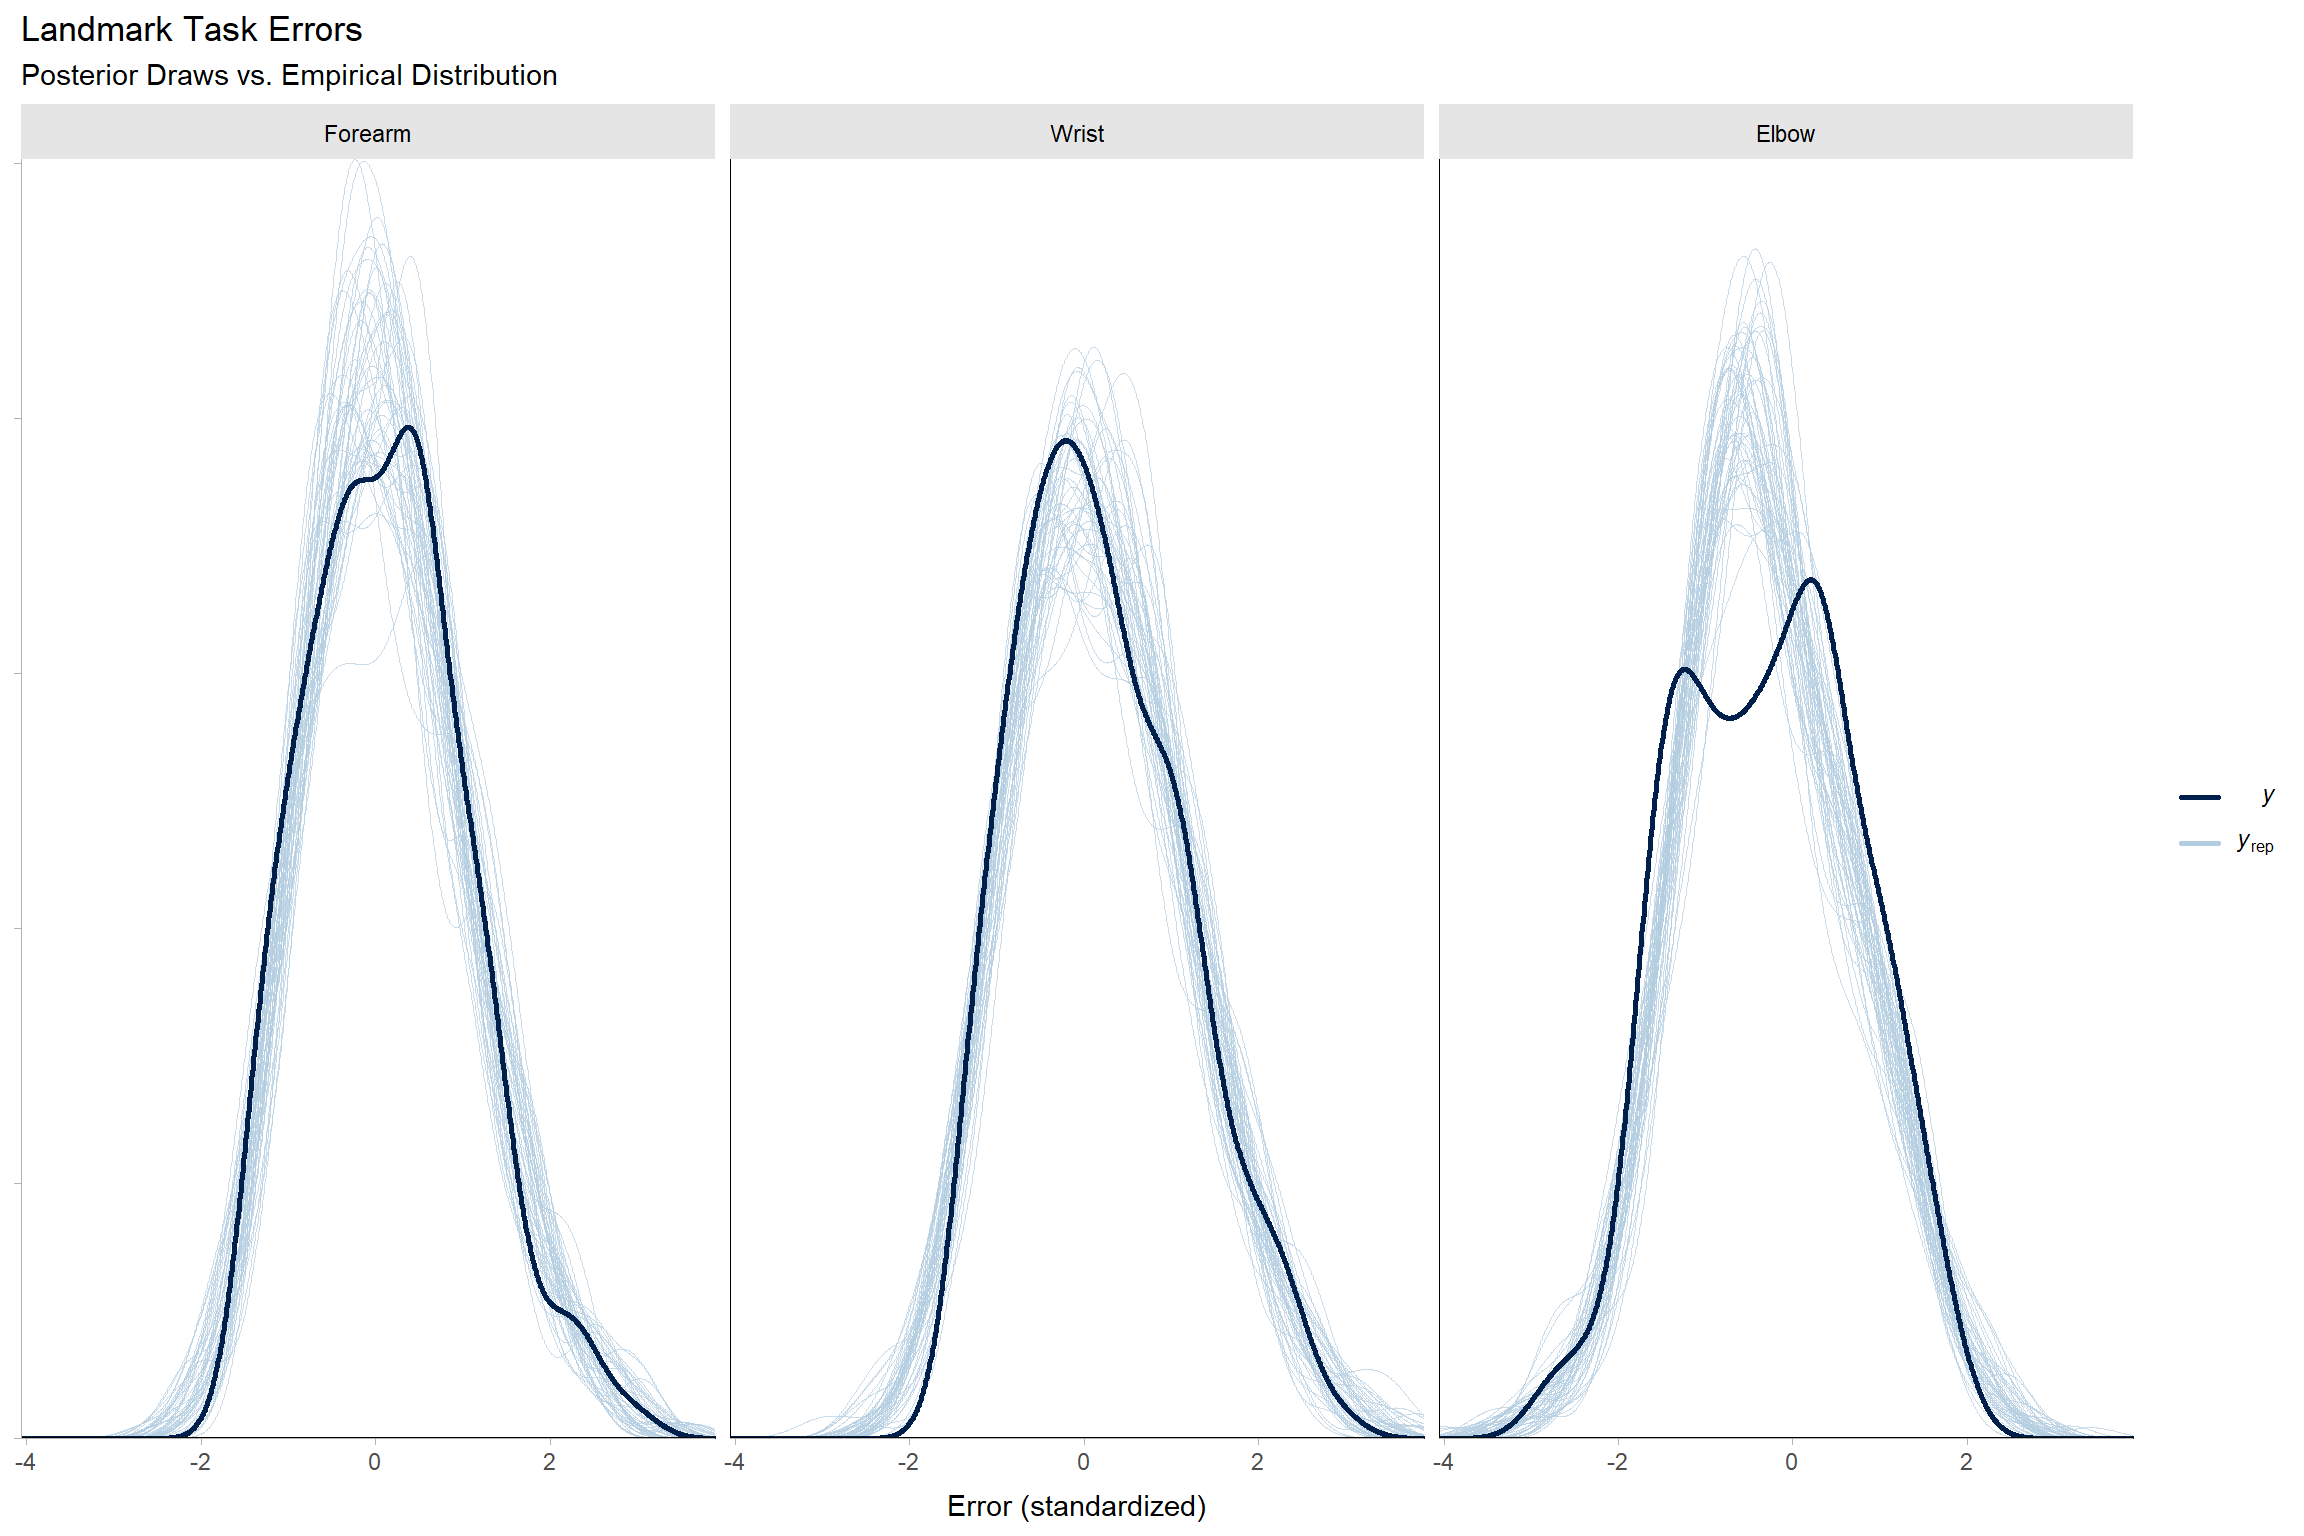 Landmark Task Errors
Posterior Draws vs. Empirical Distribution
Forearm
Wrist
Elbow
y
y rep
-4 -2 0 2
-4 -2 0 2
-4 -2 0 2
Error (standardized)